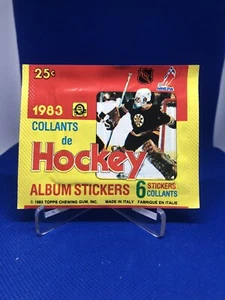 25¢
1983
COLLANTS
de
Hockey
ALBUM STICKERS 6 STICKERS COLLANTS
© 1983 TOPPS CHEWING GUM, INC. MADE IN ITALY FABRIQUÉ EN ITALIE